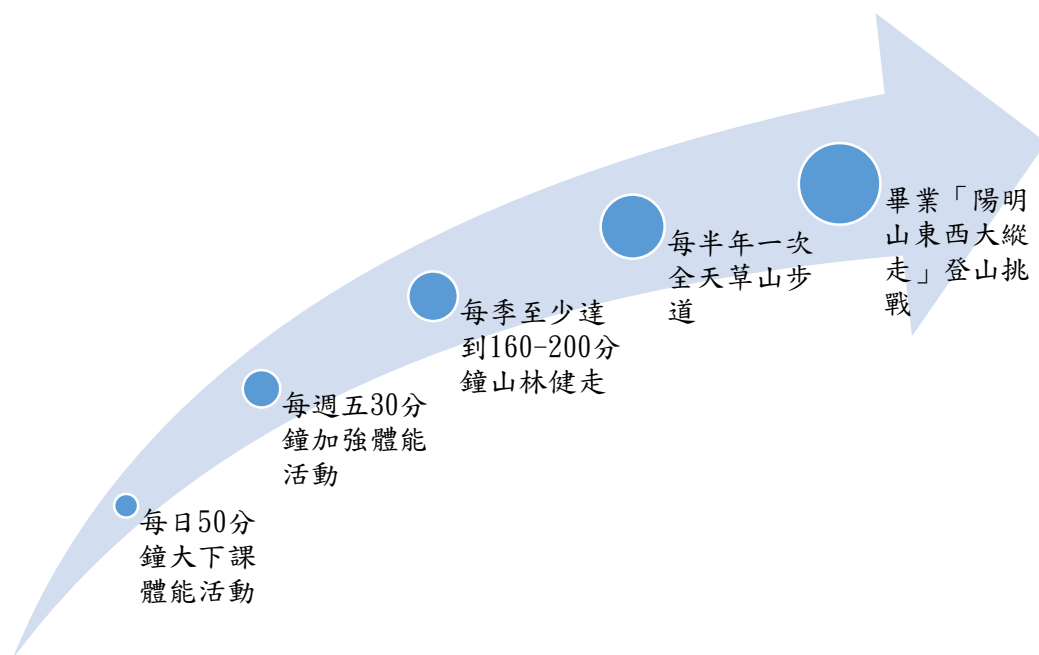 每日50分
鐘大下課
體能活動
每週五30分
鐘加強體能
活動
每季至少達
到160-200分
鐘山林健走
每半年一次
全天草山步
道
畢業「陽明
山東西大縱
走」登山挑
戰